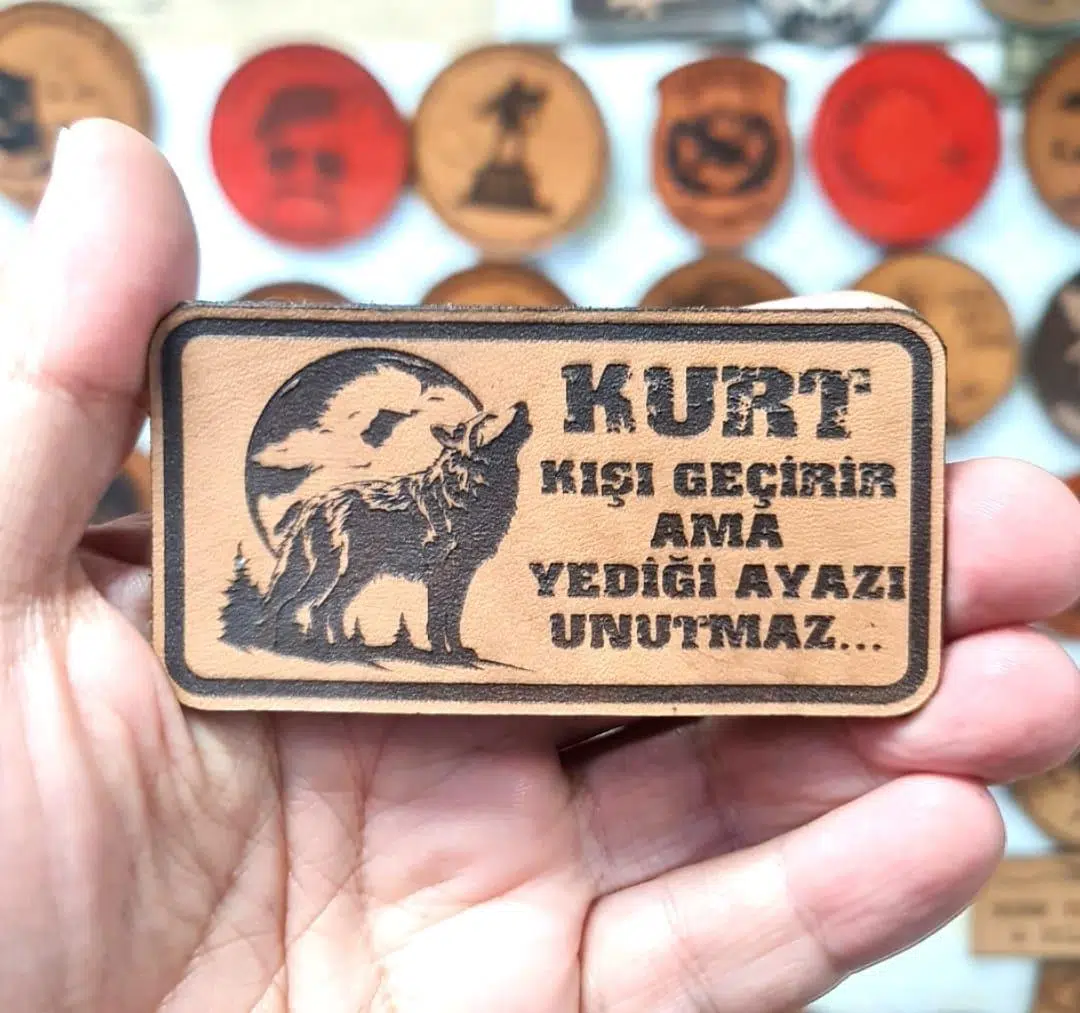 KURT
KIŞI GEÇİRİR
AMA
YEDİĞİ AYAZI
UNUTMAZ...